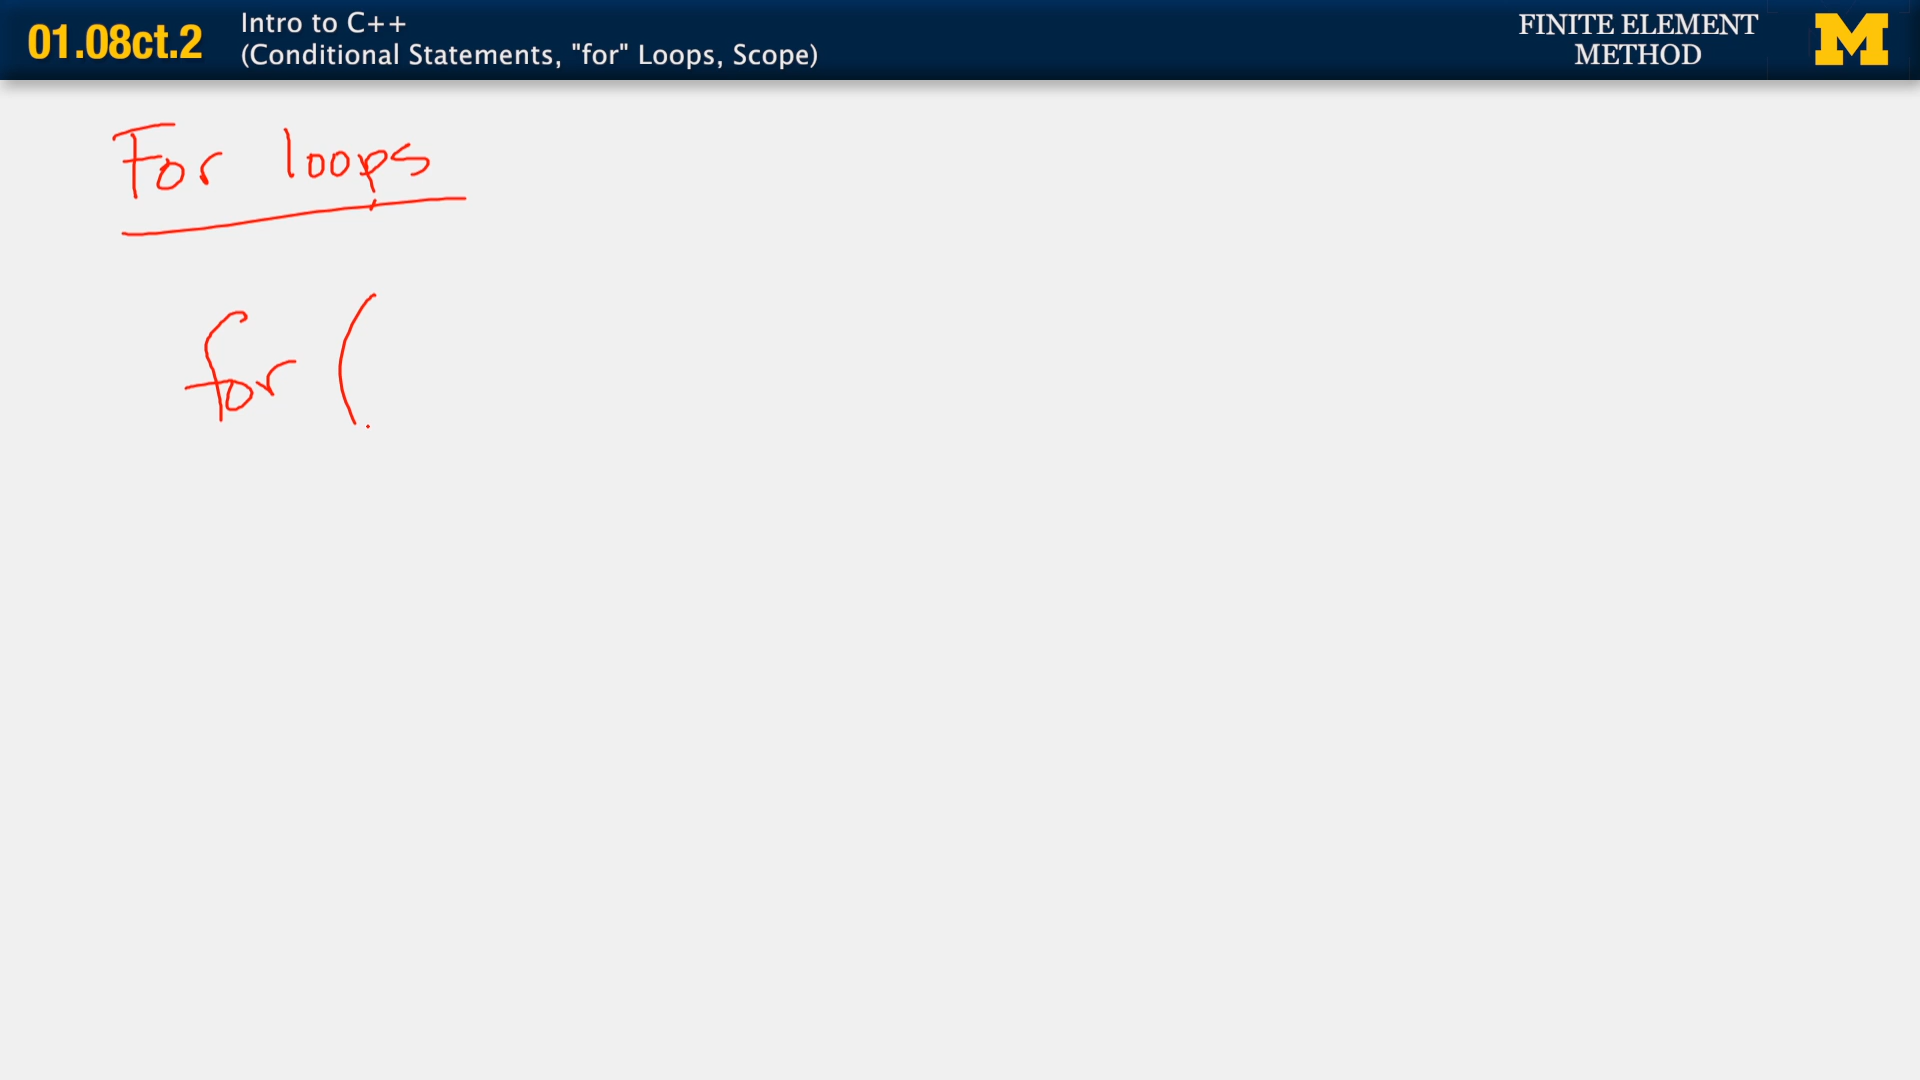 01.08ct.2
Intro to C++
(Conditional Statements, "for" Loops, Scope)
FINITE ELEMENT
METHOD
M
For loops
for (